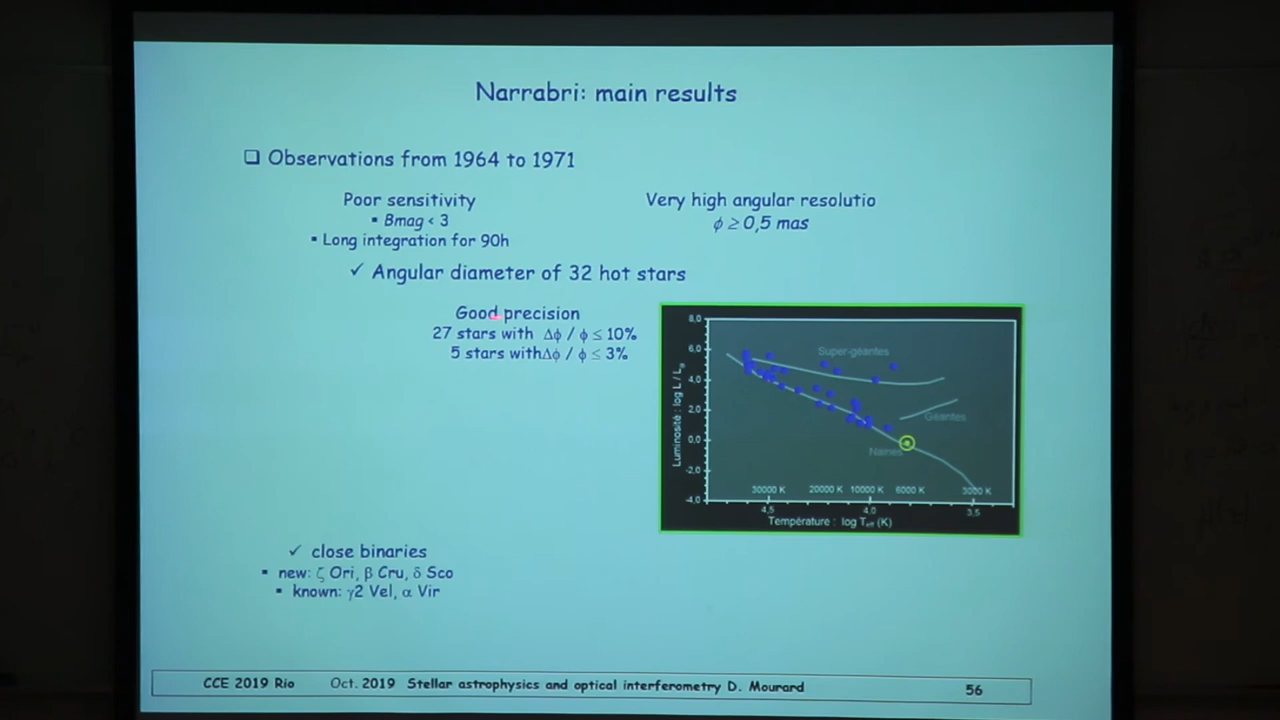 Narrabri: main results
❑ Observations from 1964 to 1971
Poor sensitivity
▪ Bmag < 3
▪ Long integration for 90h
Very high angular resolutio
ϕ ≥ 0,5 mas
✓ Angular diameter of 32 hot stars
Good precision
27 stars with Δϕ / ϕ ≤ 10%
5 stars withΔϕ / ϕ ≤ 3%
8,0
6,0
4,0
2,0
0,0
-2,0
-4,0
Luminosité : log L / L
Super-géantes
Géantes
Naines
30000 K 20000 K 10000 K 6000 K 3000 K
4,5 4,0 3,5
Température : log Teff (K)
✓ close binaries
▪ new: ζ Ori, β Cru, δ Sco
▪ known: γ2 Vel, α Vir
CCE 2019 Rio Oct. 2019 Stellar astrophysics and optical interferometry D. Mourard 56